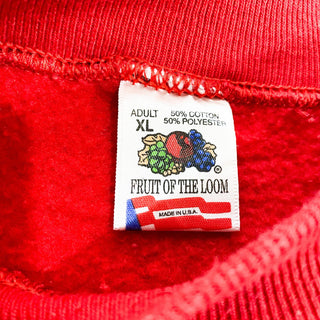 ADULT
XL
50% COTTON
50% POLYESTER
FRUIT OF THE LOOM
MADE IN U.S.A.